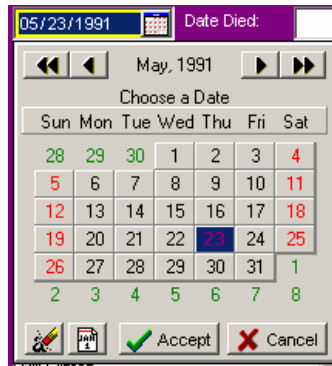 05/23/1991 Date Died:
May, 1991
Choose a Date
Sun Mon Tue Wed Thu Fri Sat
28 29 30 1 2 3 4
5 6 7 8 9 10 11
12 13 14 15 16 17 18
19 20 21 22 23 24 25
26 27 28 29 30 31 1
2 3 4 5 6 7 8
JAN 1 Accept Cancel